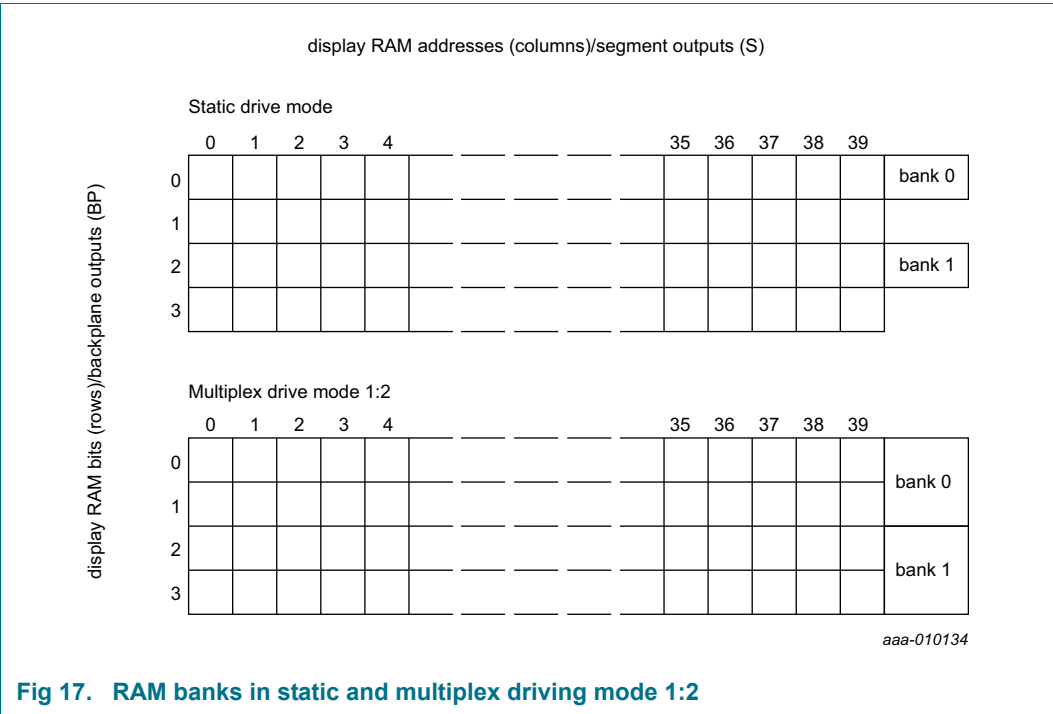 display RAM addresses (columns)/segment outputs (S)
display RAM bits (rows)/backplane outputs (BP)
Static drive mode
0 1 2 3 4 35 36 37 38 39
0 bank 0
1
2 bank 1
3
Multiplex drive mode 1:2
0 1 2 3 4 35 36 37 38 39
0
bank 0
1
2
bank 1
3
aaa-010134
Fig 17. RAM banks in static and multiplex driving mode 1:2